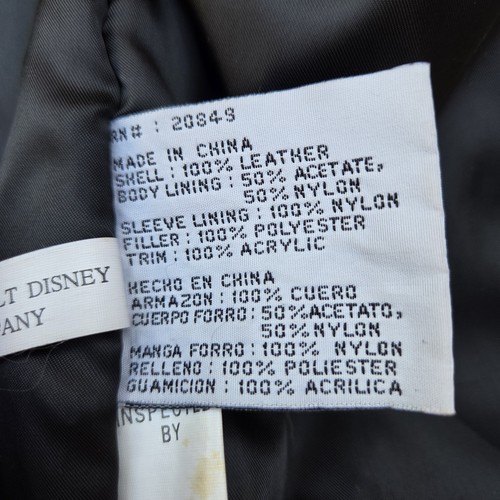 RN# : 20849
MADE IN CHINA
SHELL : 100% LEATHER
BODY LINING : 50% ACETATE,
50% NYLON
SLEEVE LINING : 100% NYLON
FILLER : 100% POLYESTER
TRIM : 100% ACRYLIC
HECHO EN CHINA
ARMAZON : 100% CUERO
CUERPO FORRO : 50% ACETATO,
50% NYLON
MANGA FORRO : 100% NYLON
RELLENO : 100% POLIESTER
GUAMICION : 100% ACRILICA
LT DISNEY
PANY
INSPECTED
BY